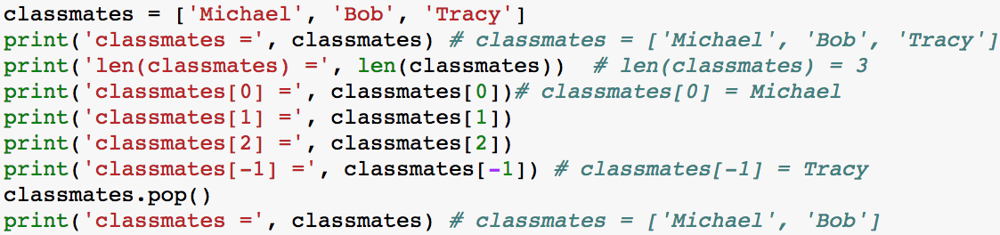 classmates = ['Michael', 'Bob', 'Tracy']
print('classmates =', classmates) # classmates = ['Michael', 'Bob', 'Tracy']
print('len(classmates) =', len(classmates))  # len(classmates) = 3
print('classmates[0] =', classmates[0])# classmates[0] = Michael
print('classmates[1] =', classmates[1])
print('classmates[2] =', classmates[2])
print('classmates[-1] =', classmates[-1]) # classmates[-1] = Tracy
classmates.pop()
print('classmates =', classmates) # classmates = ['Michael', 'Bob']